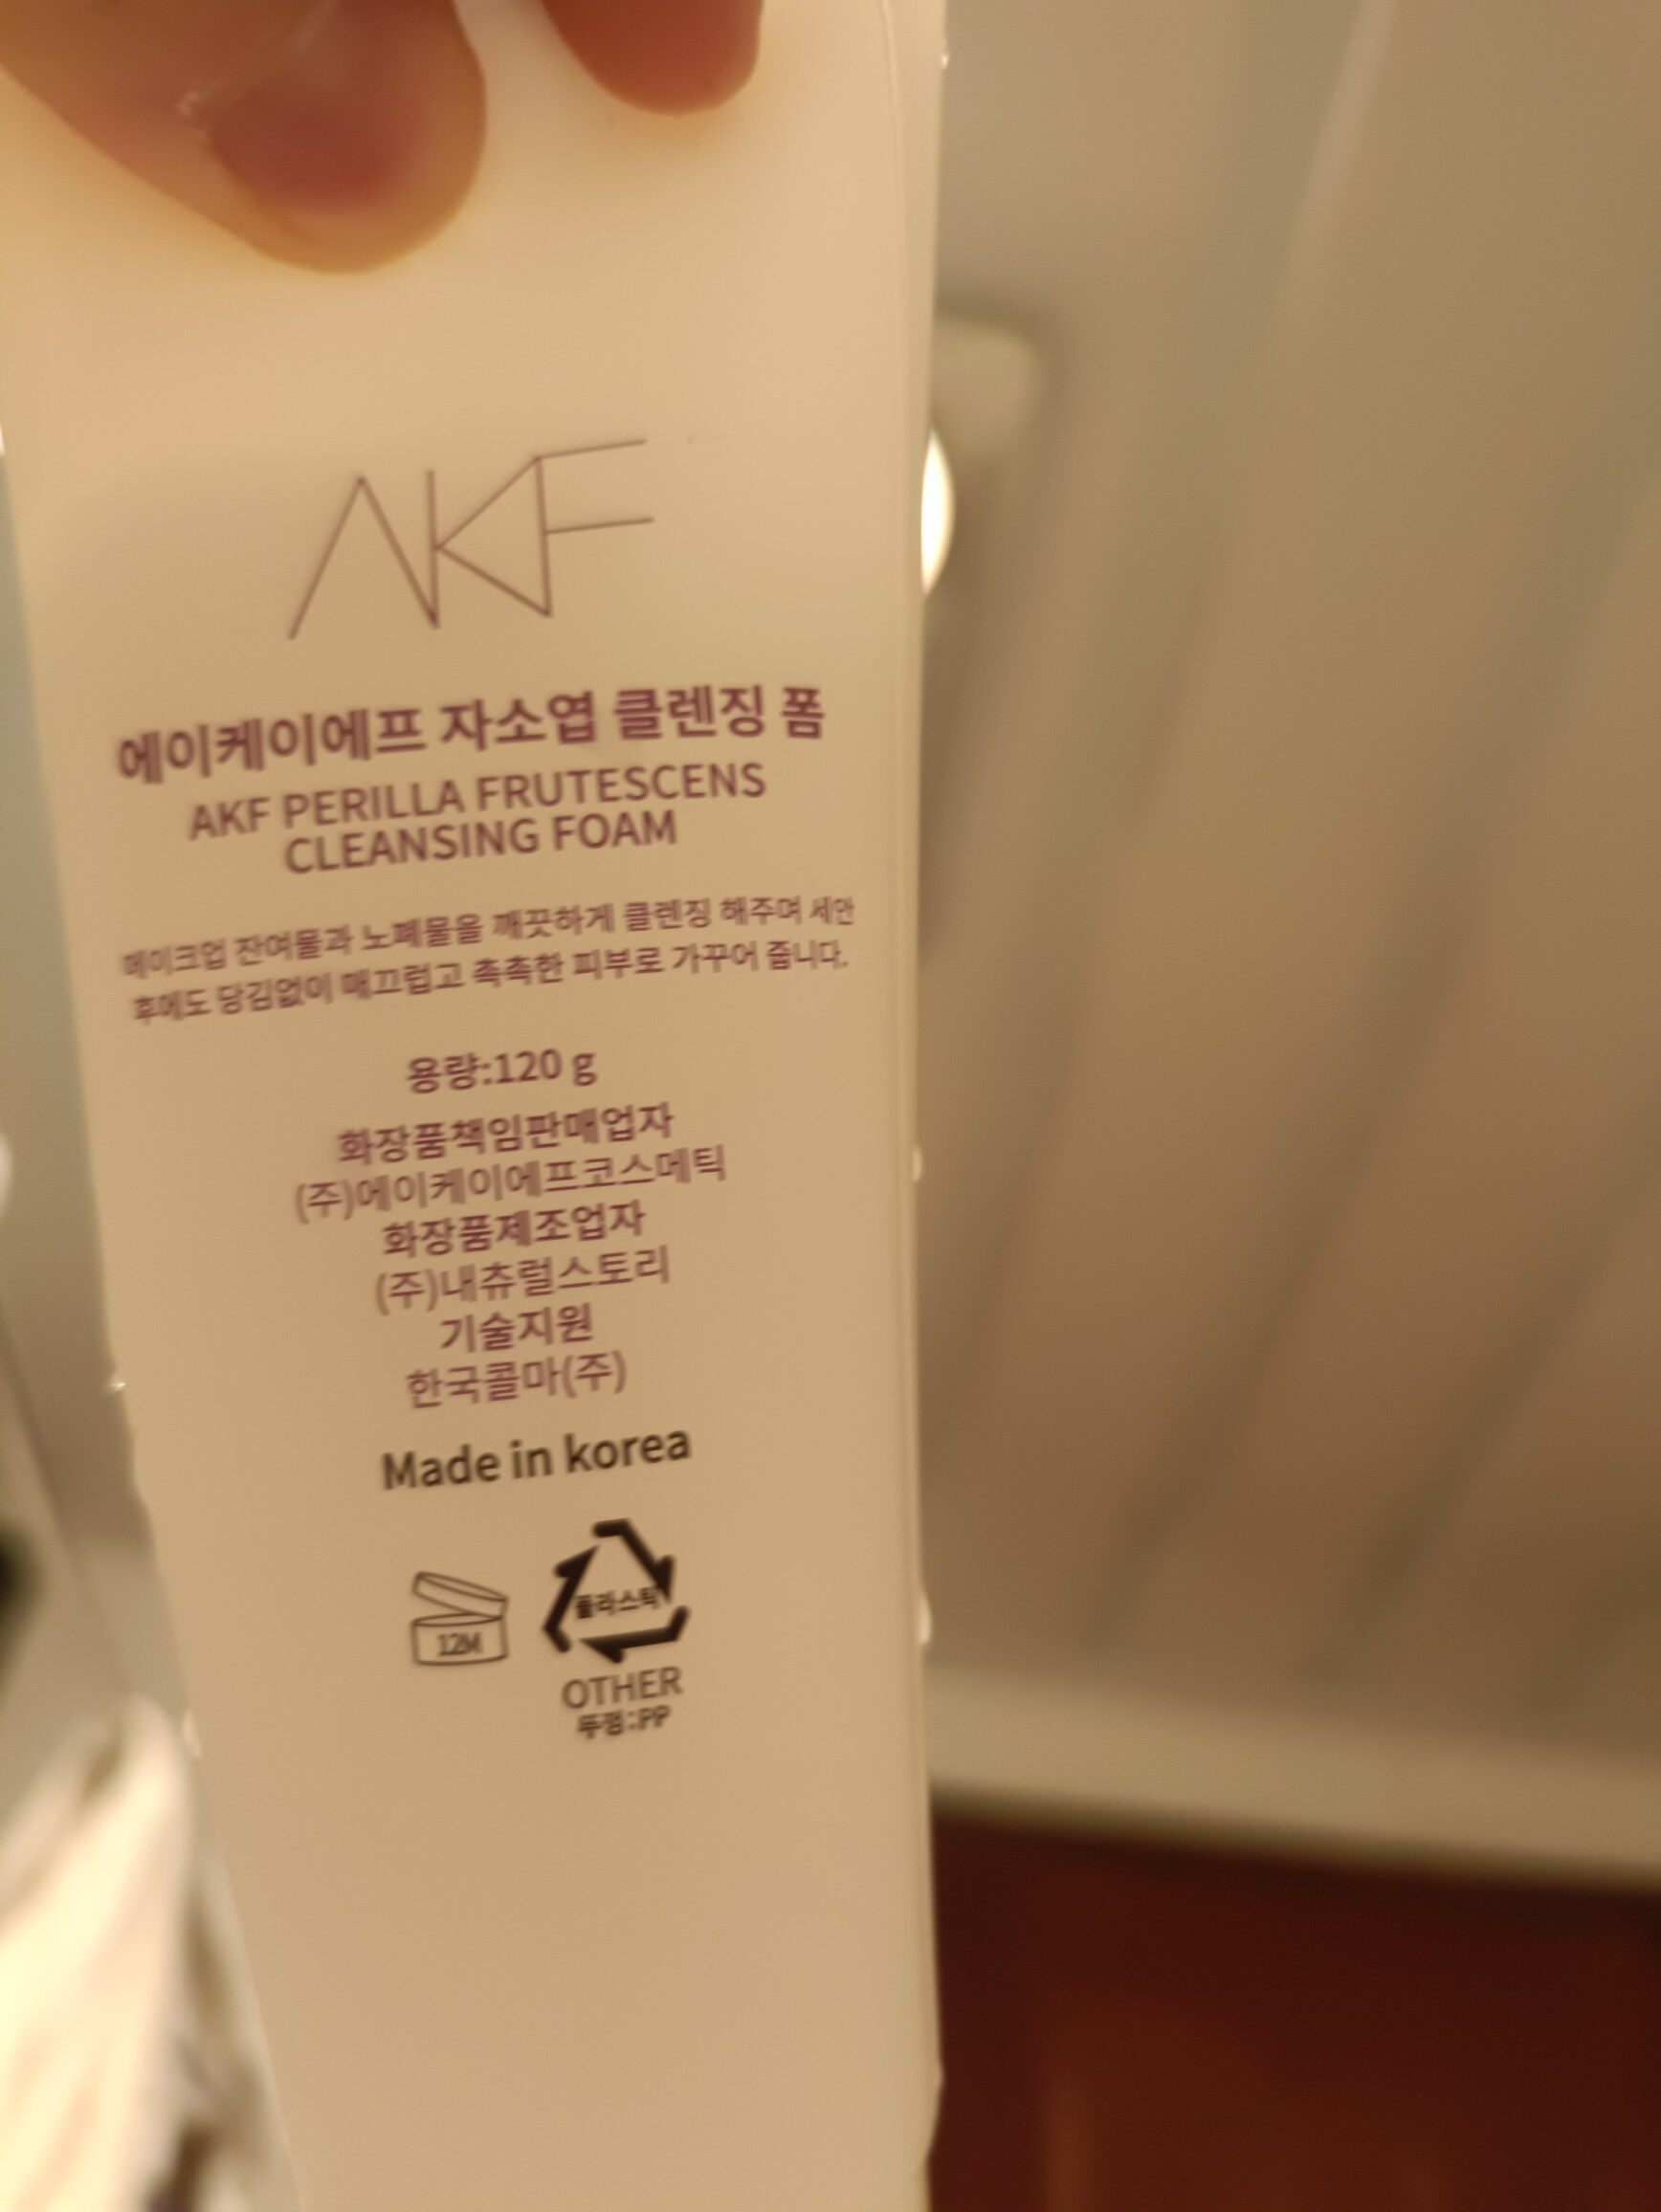 AKF
에이케이에프 자소엽 클렌징 폼
AKF PERILLA FRUTESCENS
CLEANSING FOAM
메이크업 잔여물과 노폐물을 깨끗하게 클렌징 해주며 세안
후에도 당김없이 매끄럽고 촉촉한 피부로 가꾸어 줍니다.
용량:120 g
화장품책임판매업자
(주)에이케이에프코스메틱
화장품제조업자
(주)내츄럴스토리
기술지원
한국콜마(주)
Made in korea
12M
플라스틱
OTHER
뚜껑:PP